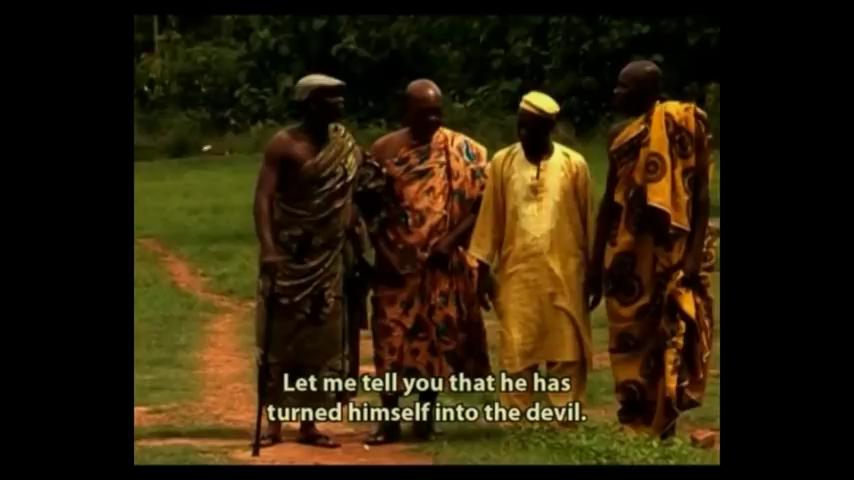 Let me tell you that he has
turned himself into the devil.